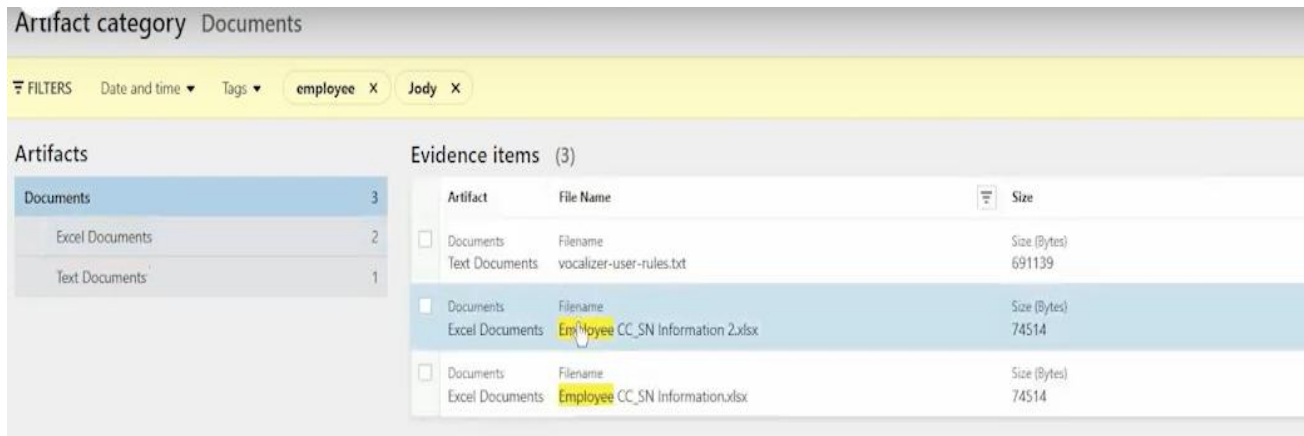 Artifact category Documents
FILTERS Date and time Tags employee X Jody X
Artifacts
Documents 3
Excel Documents 2
Text Documents 1
Evidence items (3)
Artifact File Name Size
Documents Filename Size (Bytes)
Text Documents vocalizer-user-rules.txt 691139
Documents Filename Size (Bytes)
Excel Documents Employee CC_SN Information 2.xlsx 74514
Documents Filename Size (Bytes)
Excel Documents Employee CC_SN Information.xlsx 74514